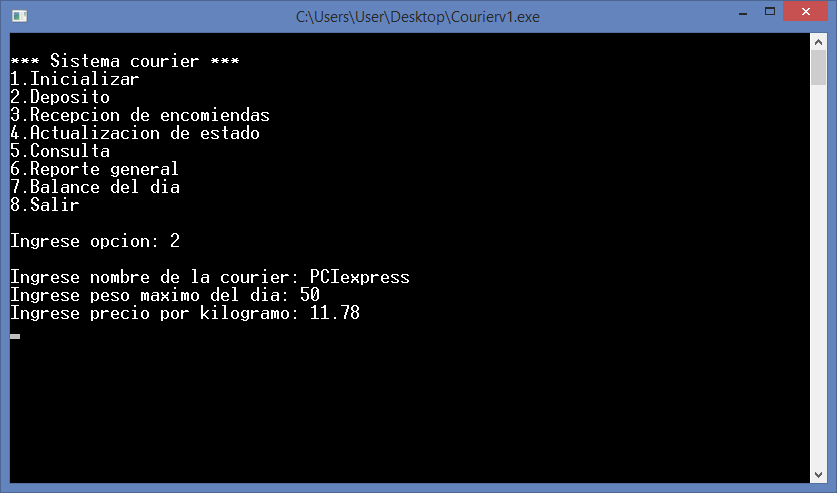 C:\Users\User\Desktop\Courierv1.exe
*** Sistema courier ***
1.Inicializar
2.Deposito
3.Recepcion de encomiendas
4.Actualizacion de estado
5.Consulta
6.Reporte general
7.Balance del dia
8.Salir
Ingrese opcion: 2
Ingrese nombre de la courier: PCIexpress
Ingrese peso maximo del dia: 50
Ingrese precio por kilogramo: 11.78